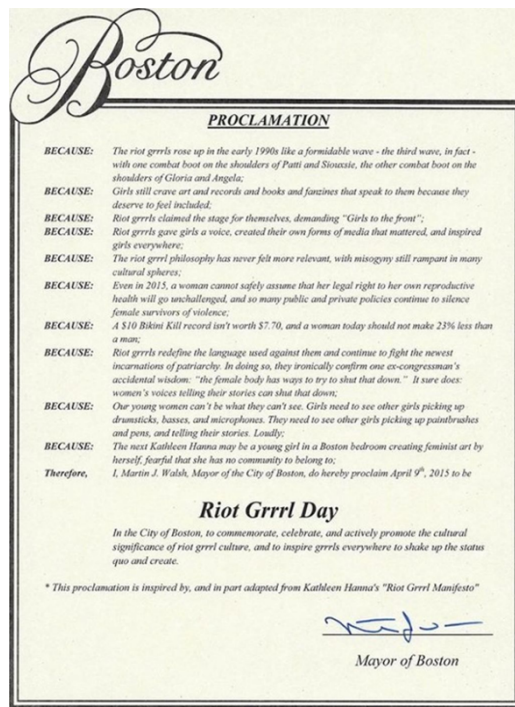 Boston
PROCLAMATION
BECAUSE: The riot grrrls rose up in the early 1990s like a formidable wave - the third wave, in fact -
with one combat boot on the shoulders of Patti and Siouxsie, the other combat boot on the
shoulders of Gloria and Angela;
BECAUSE: Girls still crave art and records and books and fanzines that speak to them because they
deserve to feel included;
BECAUSE: Riot grrrls claimed the stage for themselves, demanding "Girls to the front";
BECAUSE: Riot grrrls gave girls a voice, created their own forms of media that mattered, and inspired
girls everywhere;
BECAUSE: The riot grrrl philosophy has never felt more relevant, with misogyny still rampant in many
cultural spheres;
BECAUSE: Even in 2015, a woman cannot safely assume that her legal right to her own reproductive
health will go unchallenged, and so many public and private policies continue to silence
female survivors of violence;
BECAUSE: A $10 Bikini Kill record isn't worth $7.70, and a woman today should not make 23% less than
a man;
BECAUSE: Riot grrrls redefine the language used against them and continue to fight the newest
incarnations of patriarchy. In doing so, they ironically confirm one ex-congressman's
accidental wisdom: "the female body has ways to try to shut that down." It sure does:
women's voices telling their stories can shut that down;
BECAUSE: Our young women can't be what they can't see. Girls need to see other girls picking up
drumsticks, basses, and microphones. They need to see other girls picking up paintbrushes
and pens, and telling their stories. Loudly;
BECAUSE: The next Kathleen Hanna may be a young girl in a Boston bedroom creating feminist art by
herself, fearful that she has no community to belong to;
Therefore, I, Martin J. Walsh, Mayor of the City of Boston, do hereby proclaim April 9th, 2015 to be
Riot Grrrl Day
In the City of Boston, to commemorate, celebrate, and actively promote the cultural
significance of riot grrrl culture, and to inspire grrrls everywhere to shake up the status
quo and create.
* This proclamation is inspired by, and in part adapted from Kathleen Hanna's "Riot Grrrl Manifesto"
Mayor of Boston